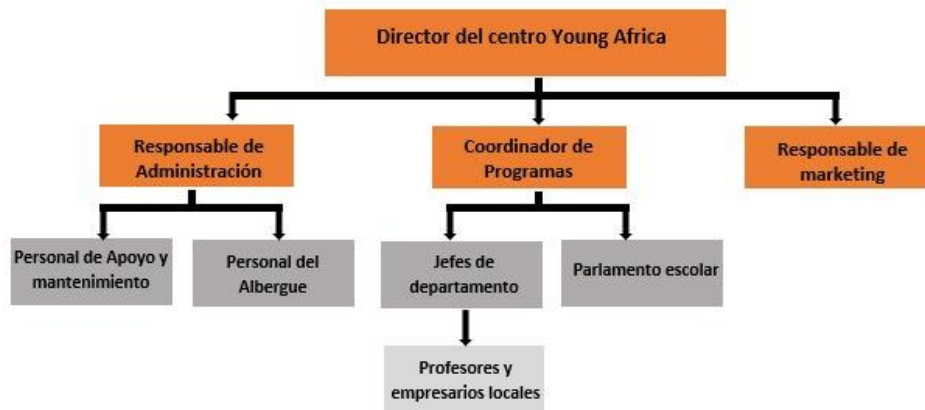 Director del centro Young Africa
Responsable de
Administración
Coordinador de
Programas
Responsable de
marketing
Personal de Apoyo y
mantenimiento
Personal del
Albergue
Jefes de
departamento
Parlamento escolar
Profesores y
empresarios locales